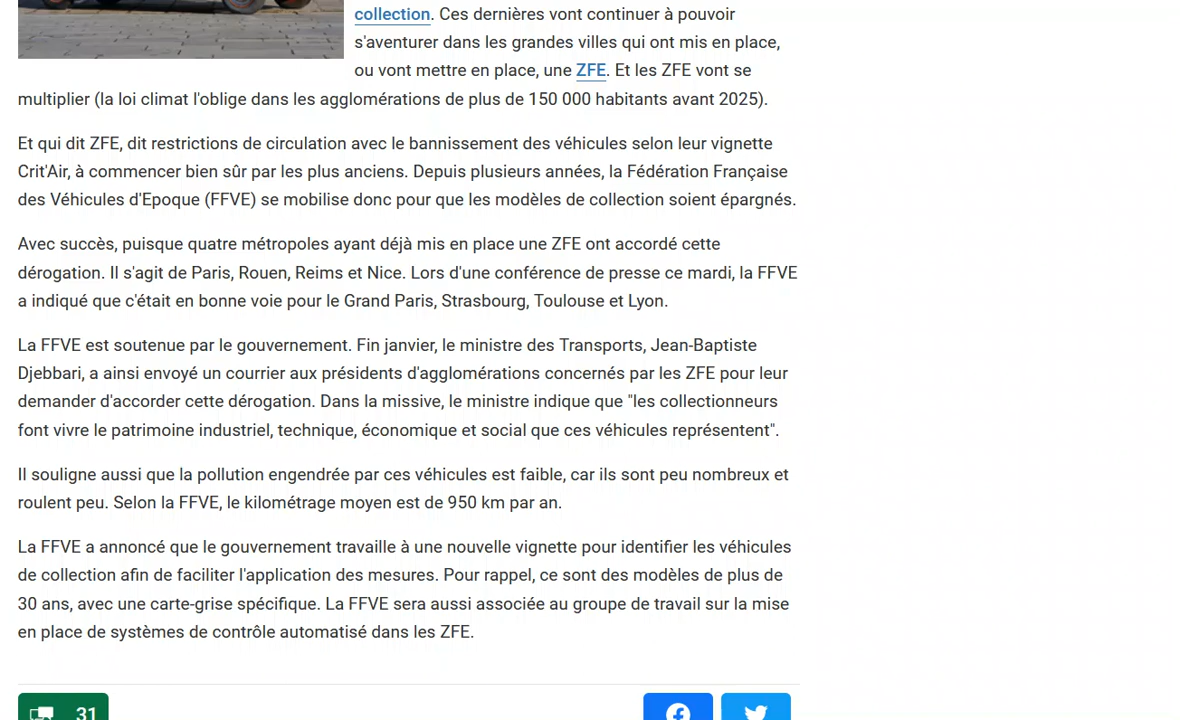 collection. Ces dernières vont continuer à pouvoir
s'aventurer dans les grandes villes qui ont mis en place,
ou vont mettre en place, une ZFE. Et les ZFE vont se
multiplier (la loi climat l'oblige dans les agglomérations de plus de 150 000 habitants avant 2025).
Et qui dit ZFE, dit restrictions de circulation avec le bannissement des véhicules selon leur vignette
Crit'Air, à commencer bien sûr par les plus anciens. Depuis plusieurs années, la Fédération Française
des Véhicules d'Epoque (FFVE) se mobilise donc pour que les modèles de collection soient épargnés.
Avec succès, puisque quatre métropoles ayant déjà mis en place une ZFE ont accordé cette
dérogation. Il s'agit de Paris, Rouen, Reims et Nice. Lors d'une conférence de presse ce mardi, la FFVE
a indiqué que c'était en bonne voie pour le Grand Paris, Strasbourg, Toulouse et Lyon.
La FFVE est soutenue par le gouvernement. Fin janvier, le ministre des Transports, Jean-Baptiste
Djebbari, a ainsi envoyé un courrier aux présidents d'agglomérations concernés par les ZFE pour leur
demander d'accorder cette dérogation. Dans la missive, le ministre indique que "les collectionneurs
font vivre le patrimoine industriel, technique, économique et social que ces véhicules représentent".
Il souligne aussi que la pollution engendrée par ces véhicules est faible, car ils sont peu nombreux et
roulent peu. Selon la FFVE, le kilométrage moyen est de 950 km par an.
La FFVE a annoncé que le gouvernement travaille à une nouvelle vignette pour identifier les véhicules
de collection afin de faciliter l'application des mesures. Pour rappel, ce sont des modèles de plus de
30 ans, avec une carte-grise spécifique. La FFVE sera aussi associée au groupe de travail sur la mise
en place de systèmes de contrôle automatisé dans les ZFE.
31